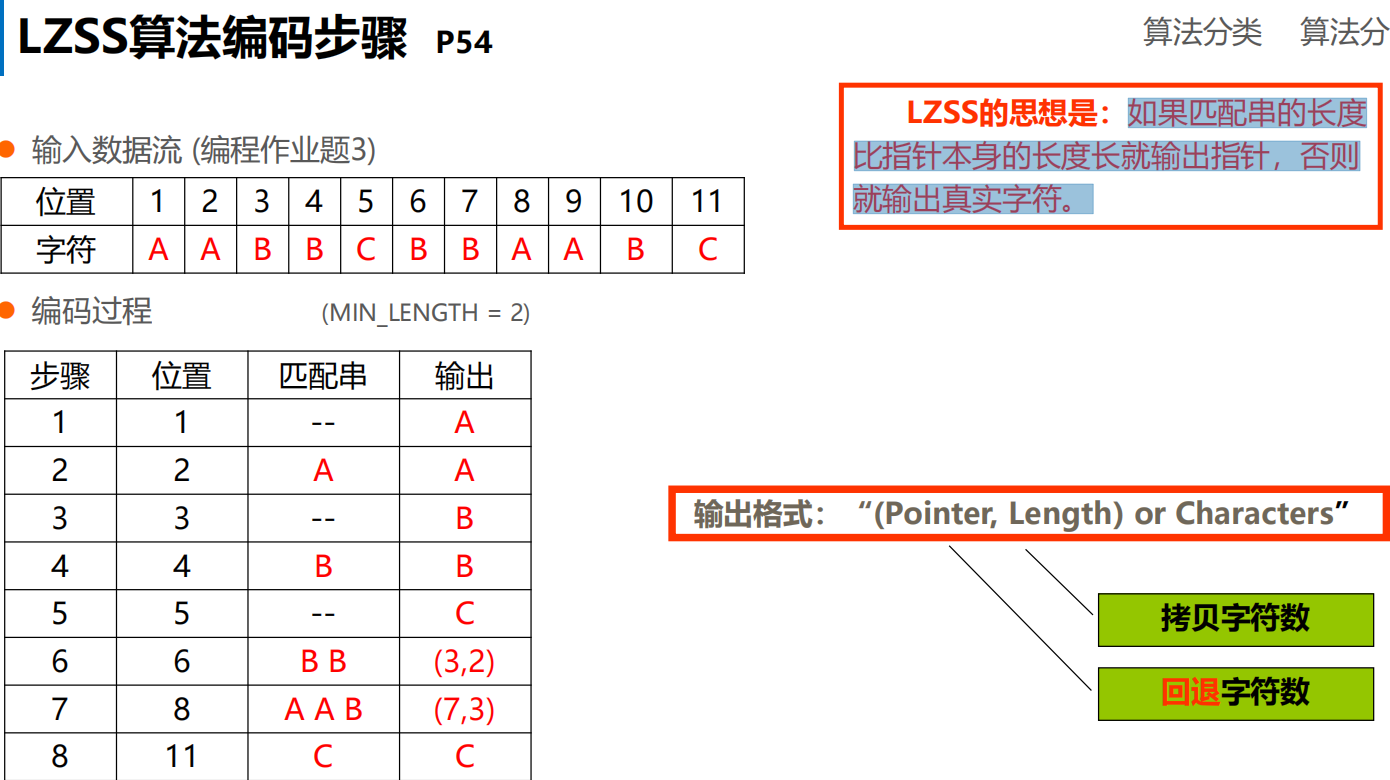 LZSS算法编码步骤 P54
算法分类 算法分
LZSS的思想是：如果匹配串的长度
比指针本身的长度长就输出指针，否则
就输出真实字符。
输入数据流 (编程作业题3)
位置 1 2 3 4 5 6 7 8 9 10 11
字符 A A B B C B B A A B C
编码过程 (MIN_LENGTH = 2)
步骤 位置 匹配串 输出
1 1 -- A
2 2 A A
3 3 -- B
4 4 B B
5 5 -- C
6 6 B B (3,2)
7 8 A A B (7,3)
8 11 C C
输出格式：“(Pointer, Length) or Characters”
拷贝字符数
回退字符数